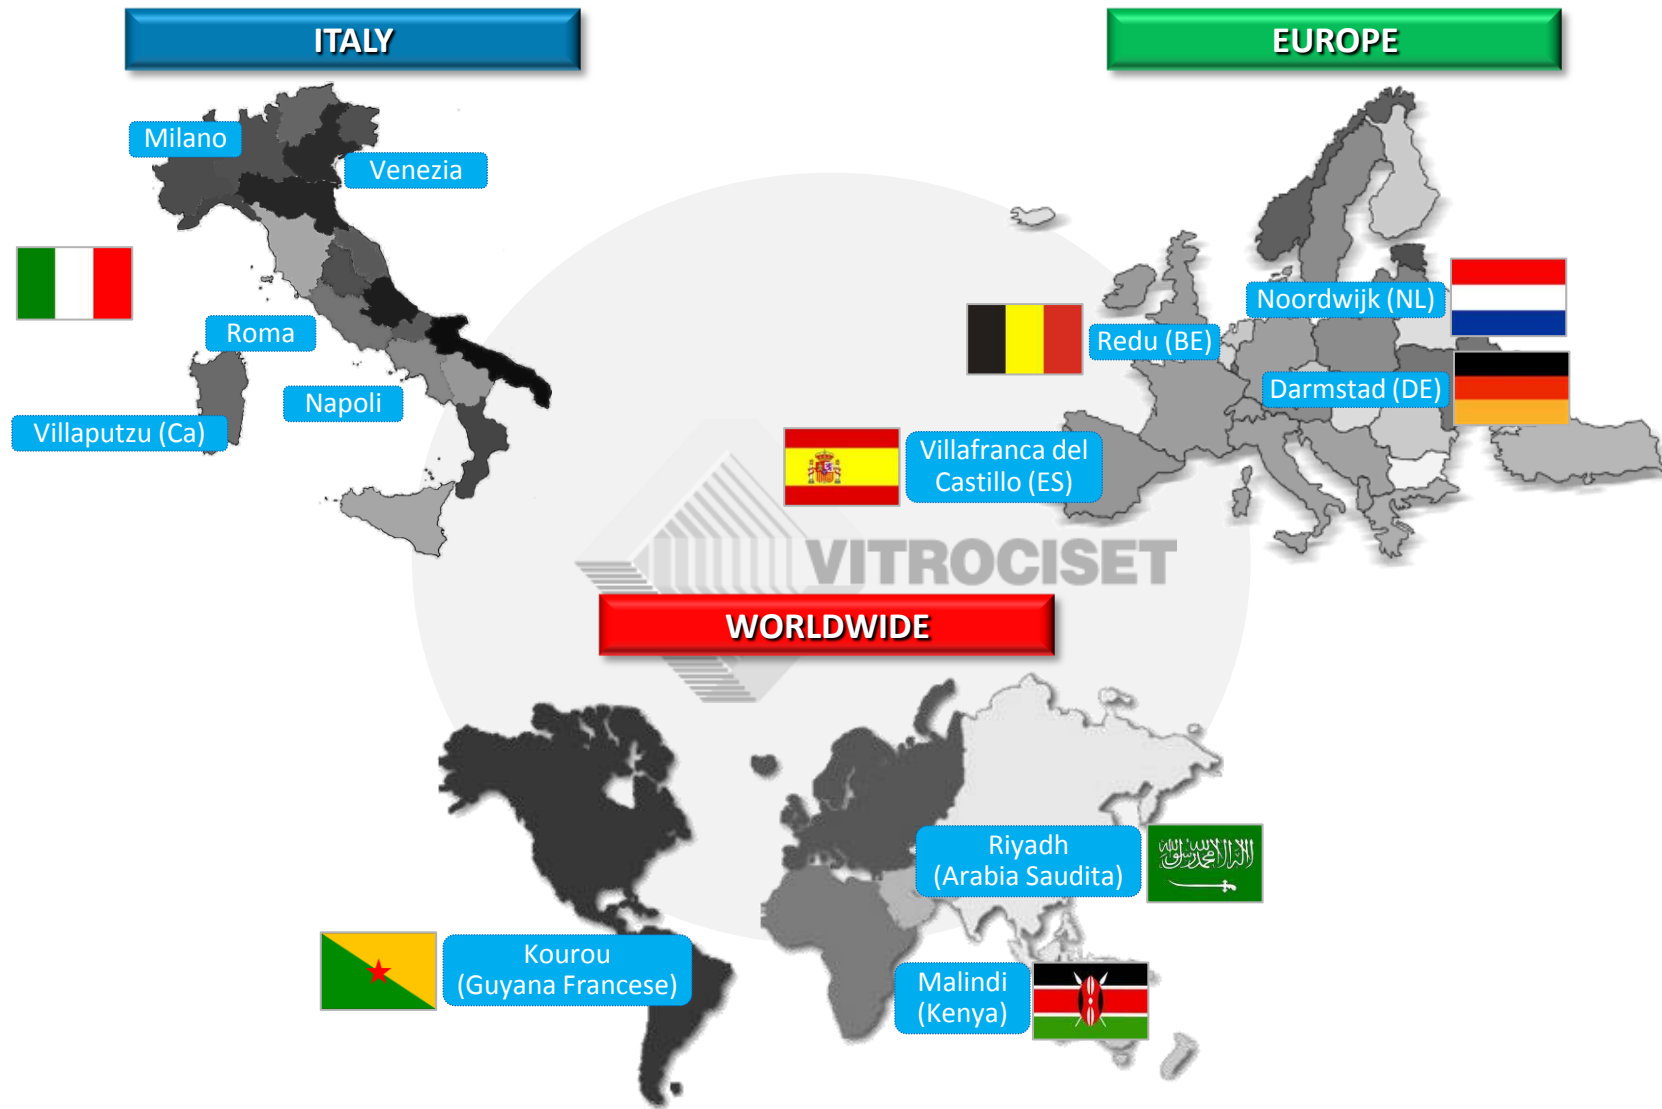 ITALY
Milano
Venezia
Roma
Napoli
Villaputzu (Ca)
EUROPE
Noordwijk (NL)
Redu (BE)
Darmstad (DE)
Villafranca del
Castillo (ES)
VITROCISET
WORLDWIDE
Riyadh
(Arabia Saudita)
Kourou
(Guyana Francese)
Malindi
(Kenya)